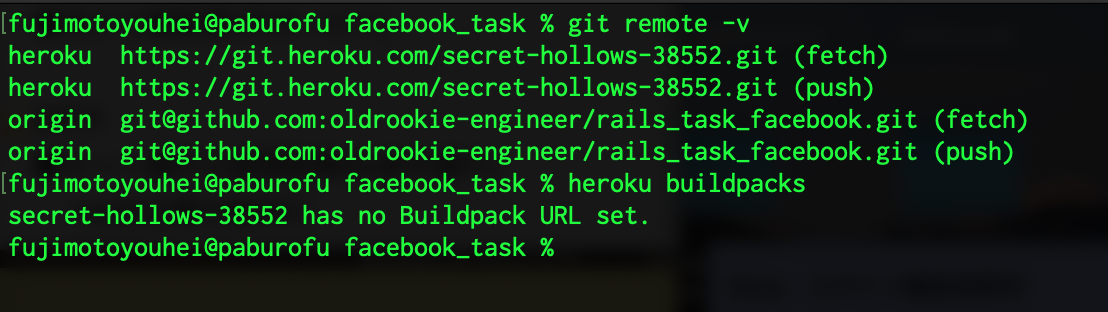 [fujimotoyouhei@paburofu facebook_task % git remote -v
heroku  https://git.heroku.com/secret-hollows-38552.git (fetch)
heroku  https://git.heroku.com/secret-hollows-38552.git (push)
origin  git@github.com:oldrookie-engineer/rails_task_facebook.git (fetch)
origin  git@github.com:oldrookie-engineer/rails_task_facebook.git (push)
[fujimotoyouhei@paburofu facebook_task % heroku buildpacks
secret-hollows-38552 has no Buildpack URL set.
fujimotoyouhei@paburofu facebook_task %